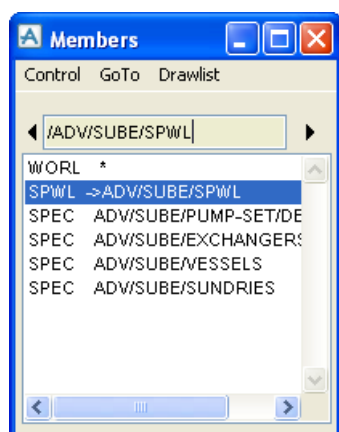 Members
Control GoTo Drawlist
/ADV/SUBE/SPWL
WORL *
SPWL ->ADV/SUBE/SPWL
SPEC ADV/SUBE/PUMP-SET/DE
SPEC ADV/SUBE/EXCHANGERS
SPEC ADV/SUBE/VESSELS
SPEC ADV/SUBE/SUNDRIES